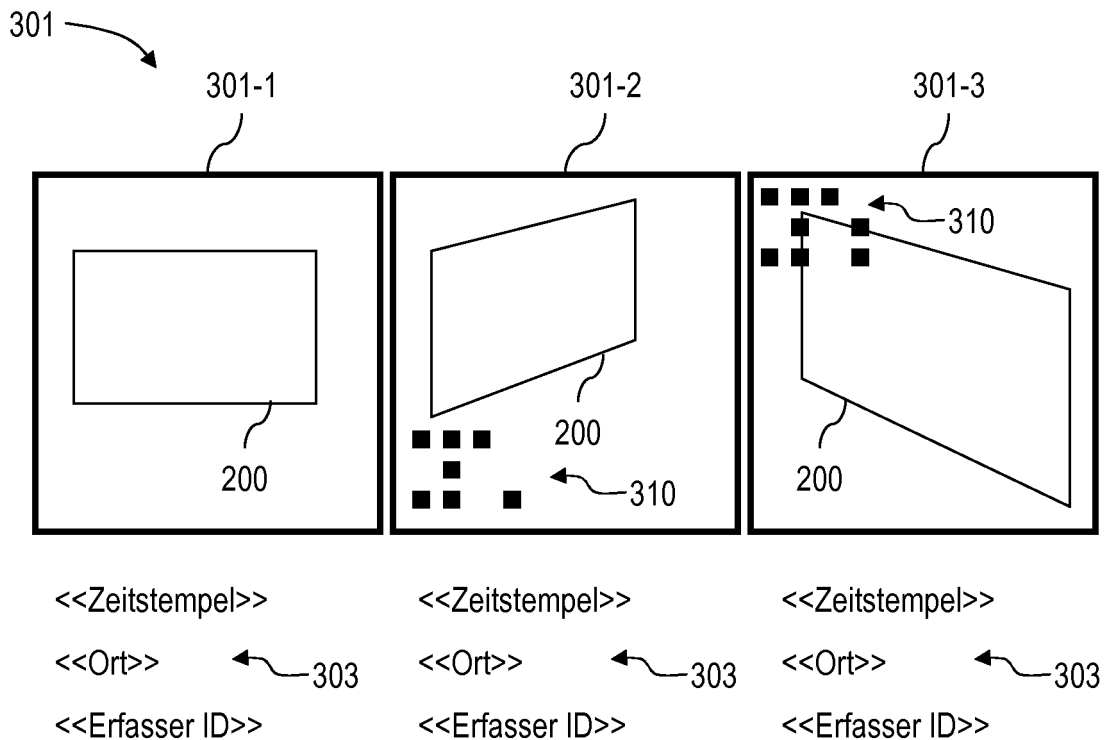 301
301-1 301-2 301-3
310
200 200 310 200
<<Zeitstempel>> <<Zeitstempel>> <<Zeitstempel>>
<<Ort>> 303 <<Ort>> 303 <<Ort>> 303
<<Erfasser ID>> <<Erfasser ID>> <<Erfasser ID>>